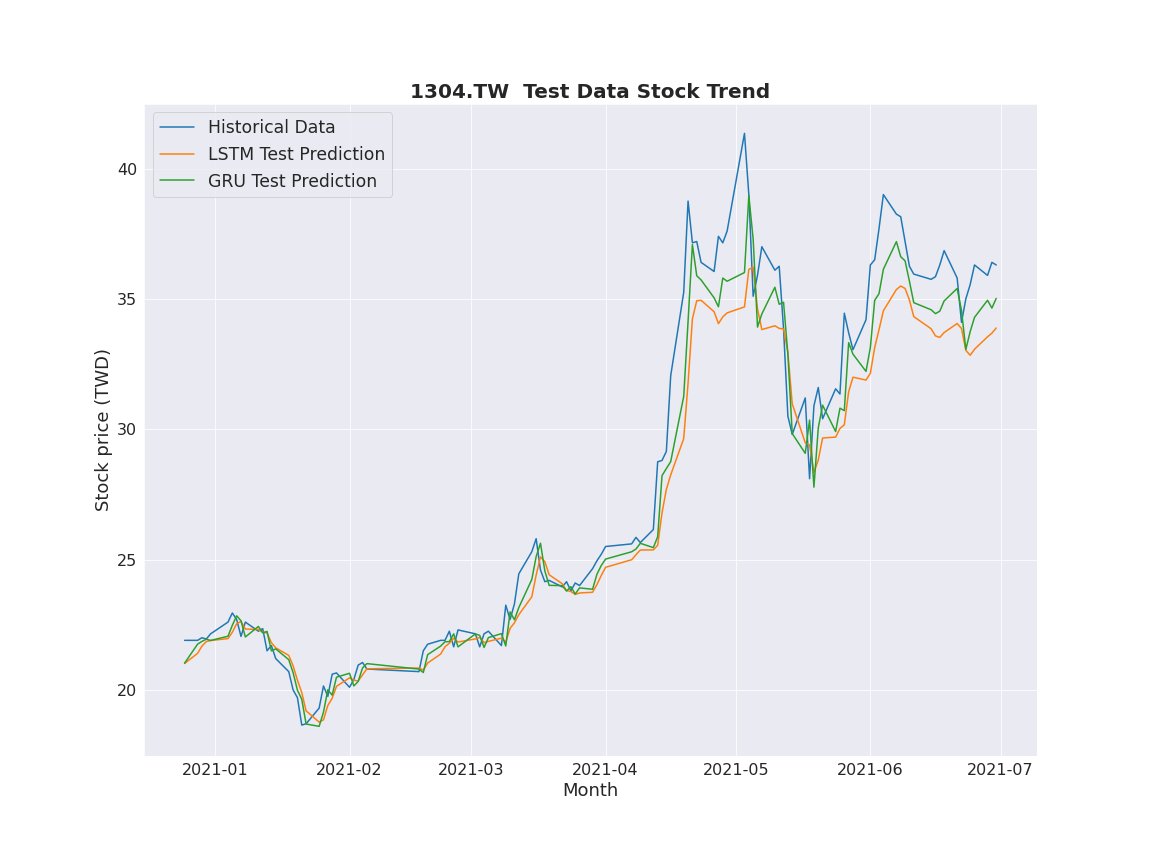 1304.TW  Test Data Stock Trend
Historical Data
LSTM Test Prediction
GRU Test Prediction
Stock price (TWD)
40
35
30
25
20
2021-01 2021-02 2021-03 2021-04 2021-05 2021-06 2021-07
Month